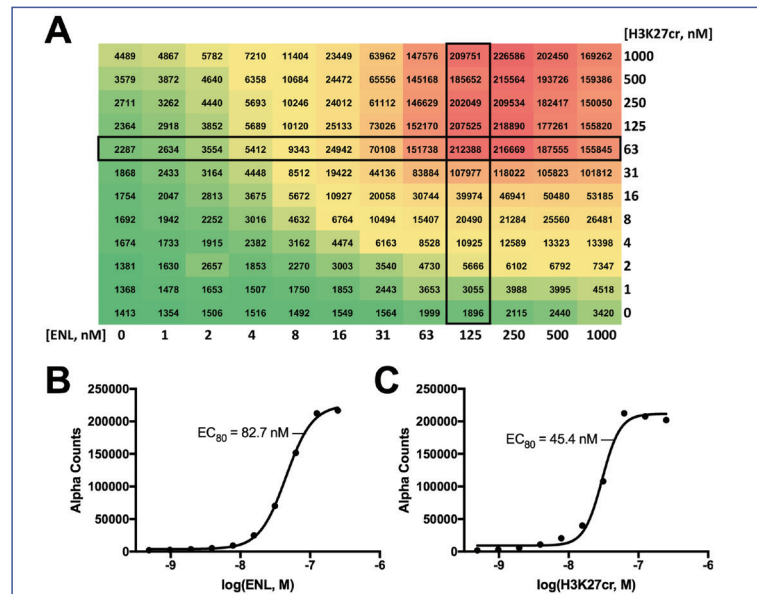 A
[H3K27cr, nM]
4489 4867 5782 7210 11404 23449 63962 147576 209751 226586 202450 169262 1000
3579 3872 4640 6358 10684 24472 65556 145168 185652 215564 193726 159386 500
2711 3262 4440 5693 10246 24012 61112 146629 202049 209534 182417 150050 250
2364 2918 3852 5689 10120 25133 73026 152170 207525 218890 177261 155820 125
2287 2634 3554 5412 9343 24942 70108 151738 212388 216669 187555 155845 63
1868 2433 3164 4448 8512 19422 44136 83884 107977 118022 105823 101812 31
1754 2047 2813 3675 5672 10927 20058 30744 39974 46941 50480 53185 16
1692 1942 2252 3016 4632 6764 10494 15407 20490 21284 25560 26481 8
1674 1733 1915 2382 3162 4474 6163 8528 10925 12589 13323 13398 4
1381 1630 2657 1853 2270 3003 3540 4730 5666 6102 6792 7347 2
1368 1478 1653 1507 1750 1853 2443 3653 3055 3988 3995 4518 1
1413 1354 1506 1516 1492 1549 1564 1999 1896 2115 2440 3420 0
[ENL, nM] 0 1 2 4 8 16 31 63 125 250 500 1000
B
250000
200000
150000
100000
50000
0
Alpha Counts
EC80 = 82.7 nM
-9 -8 -7 -6
log(ENL, M)
C
250000
200000
150000
100000
50000
0
Alpha Counts
EC80 = 45.4 nM
-9 -8 -7 -6
log(H3K27cr, M)